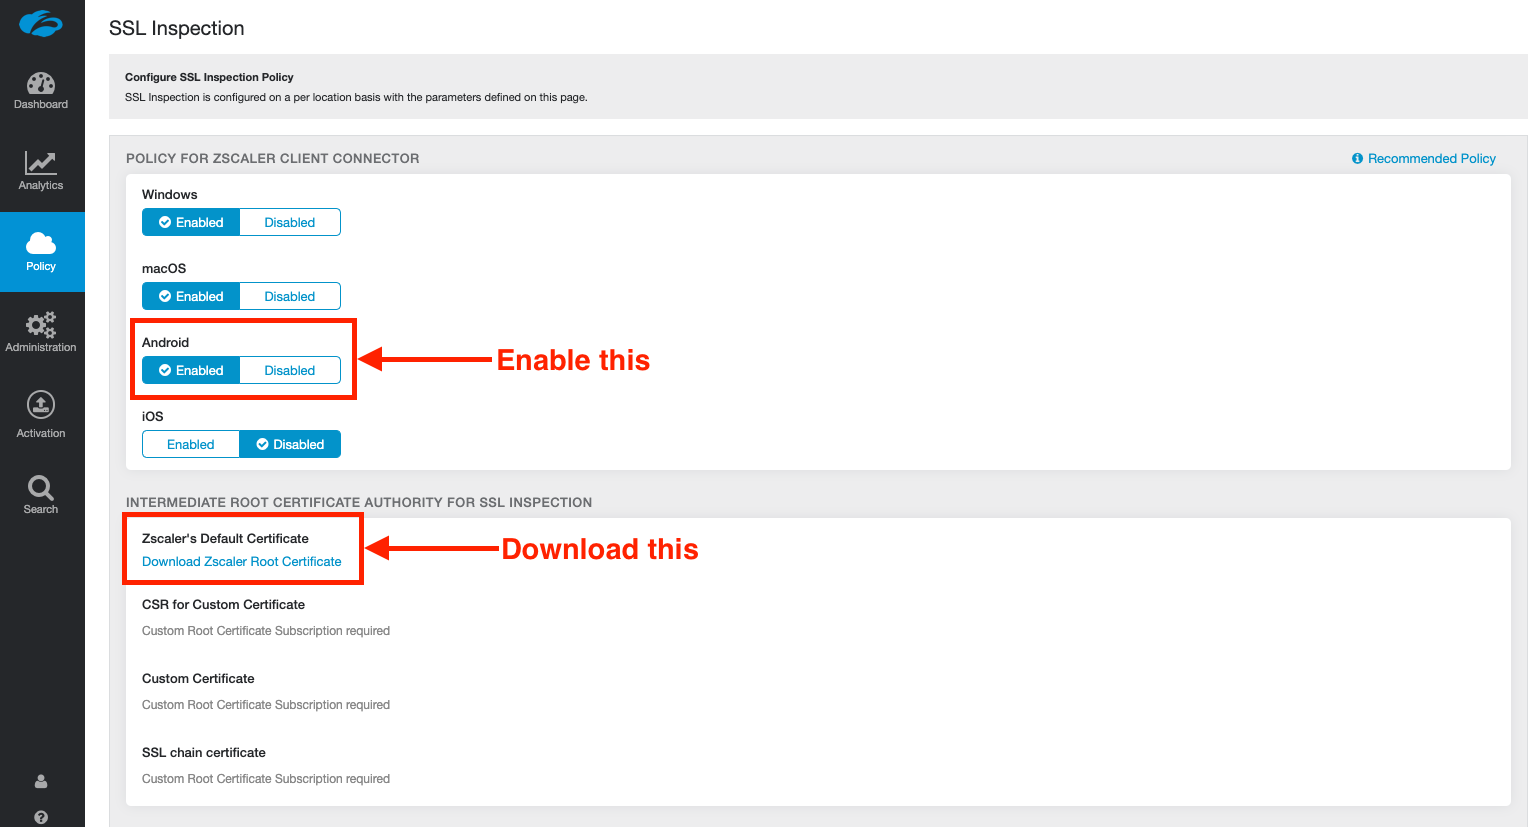 SSL Inspection
Configure SSL Inspection Policy
SSL Inspection is configured on a per location basis with the parameters defined on this page.
Dashboard
Analytics
Policy
Administration
Activation
Search
POLICY FOR ZSCALER CLIENT CONNECTOR
Recommended Policy
Windows
Enabled Disabled
macOS
Enabled Disabled
Android
Enabled Disabled
Enable this
iOS
Enabled Disabled
INTERMEDIATE ROOT CERTIFICATE AUTHORITY FOR SSL INSPECTION
Zscaler's Default Certificate
Download Zscaler Root Certificate
Download this
CSR for Custom Certificate
Custom Root Certificate Subscription required
Custom Certificate
Custom Root Certificate Subscription required
SSL chain certificate
Custom Root Certificate Subscription required